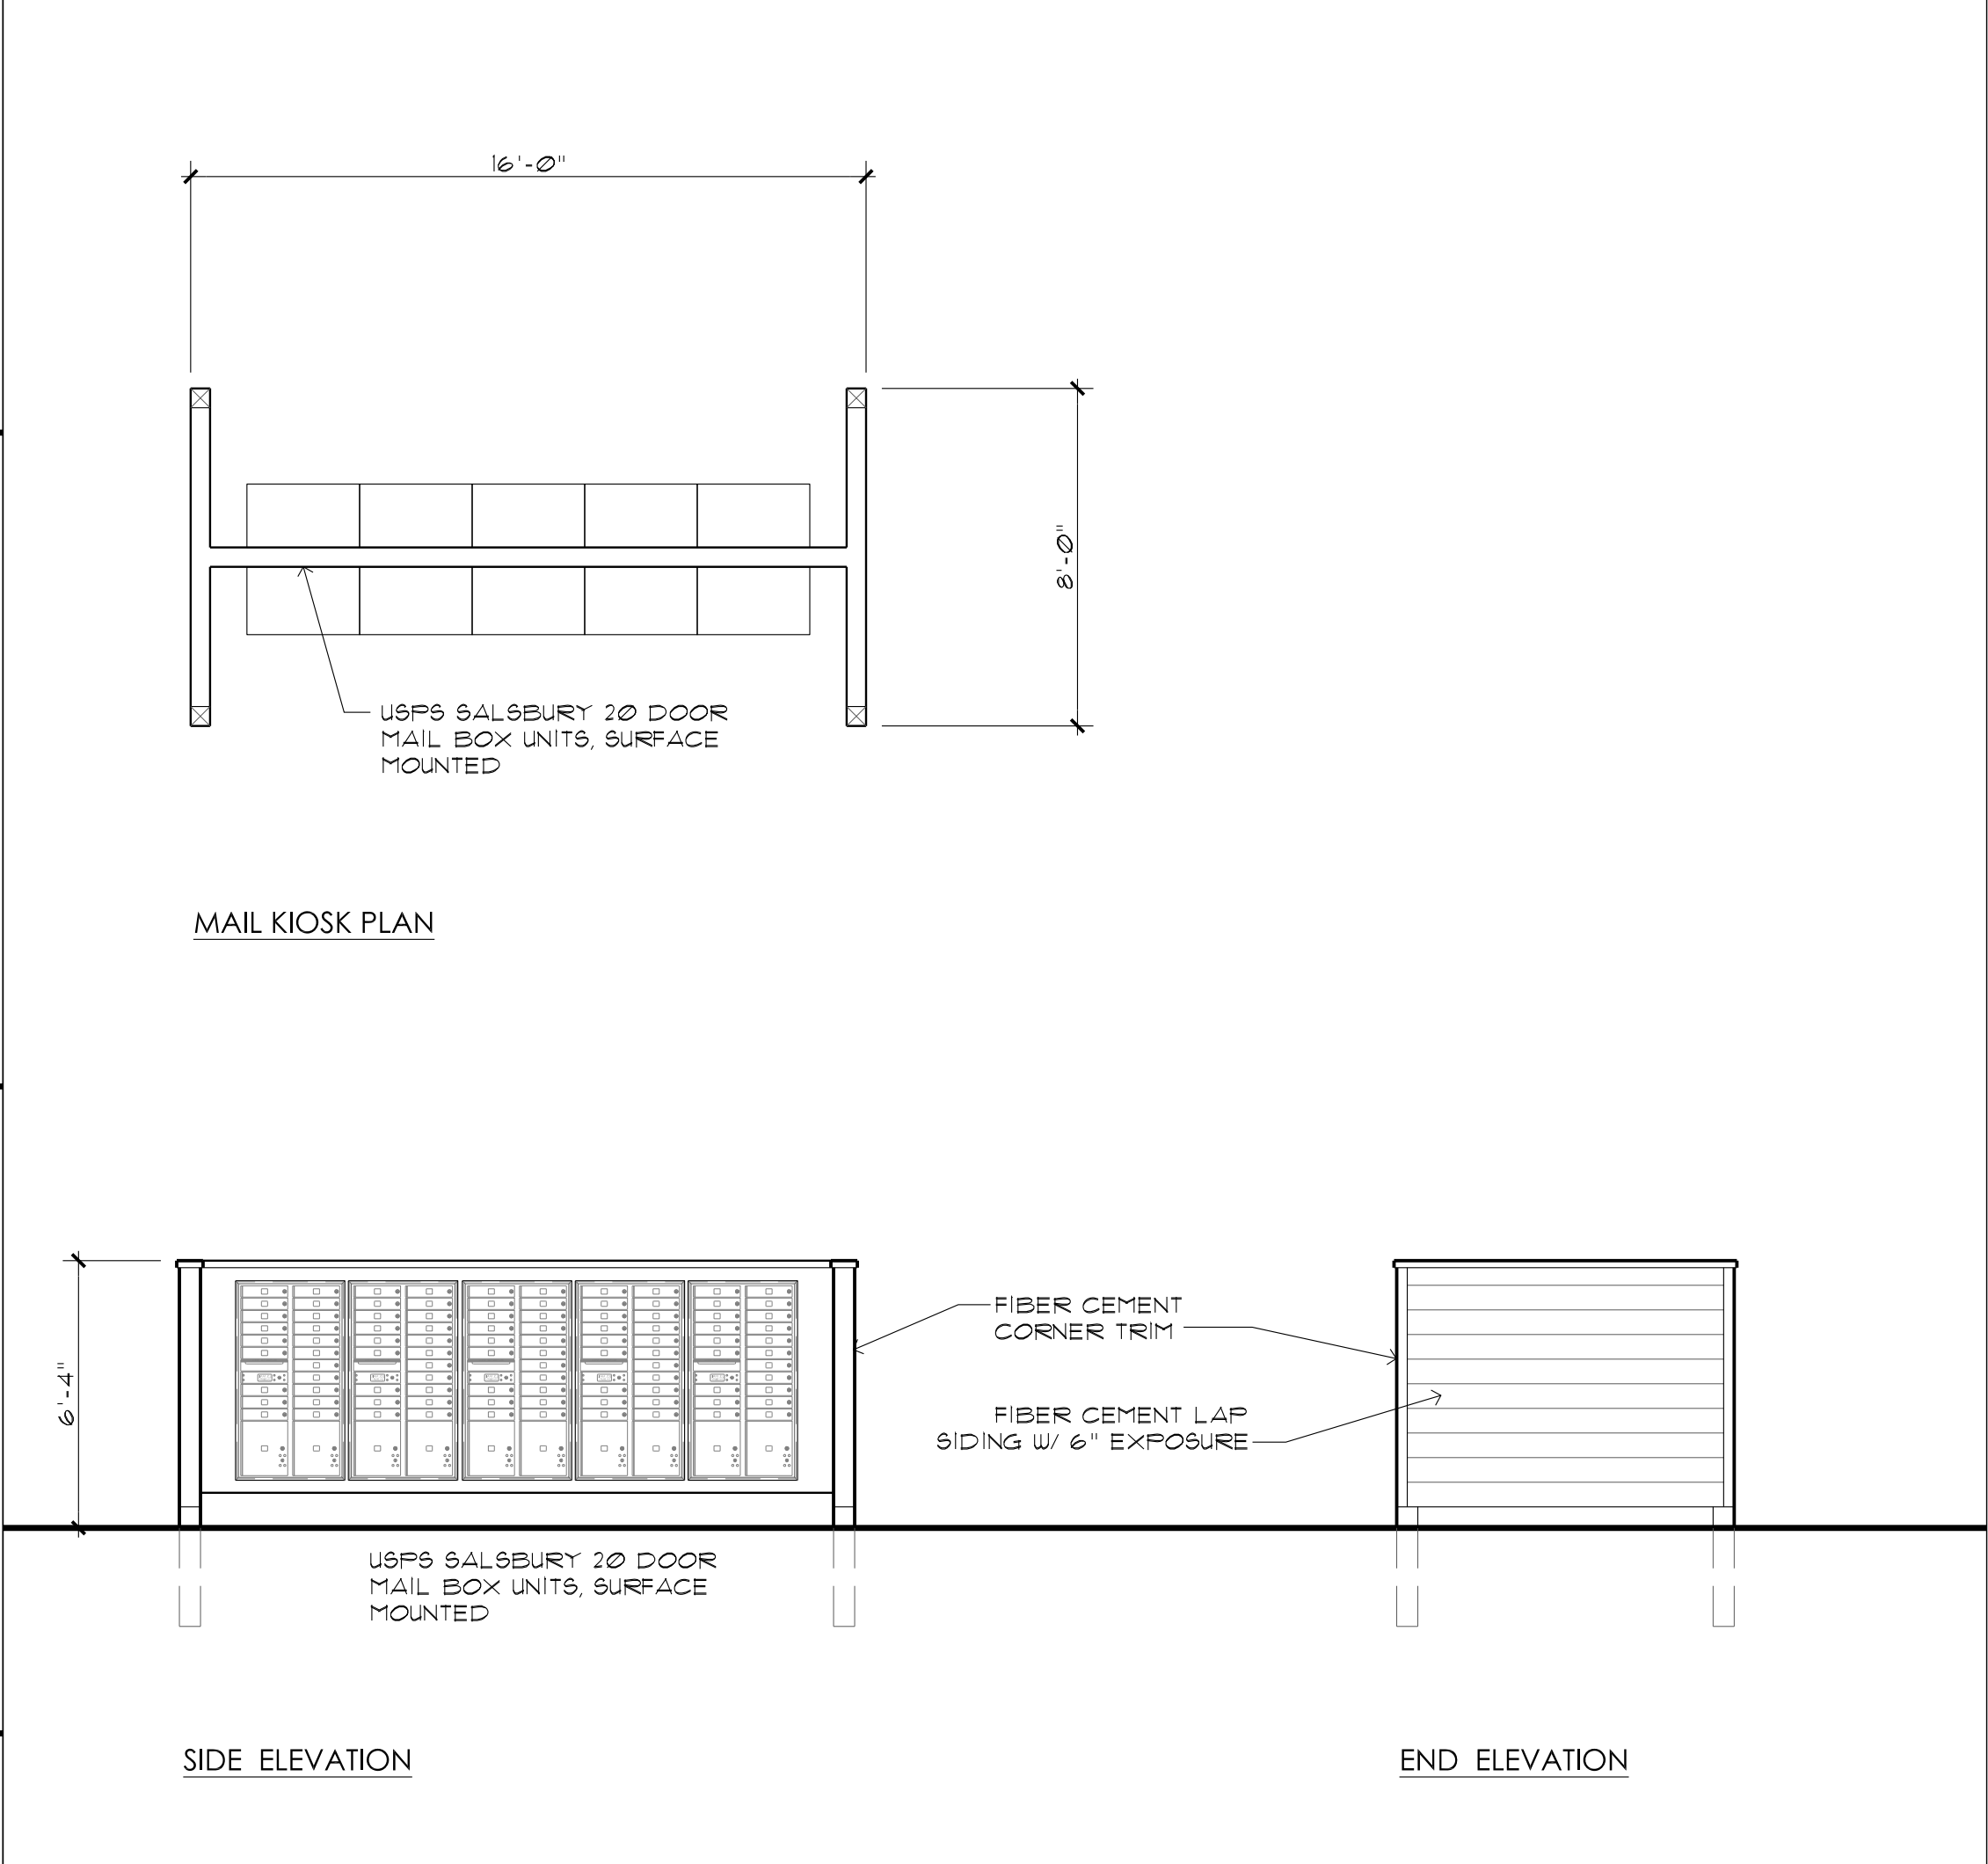 16'-0"
8'-0"
USPS SALSBURY 20 DOOR
MAIL BOX UNITS, SURFACE
MOUNTED
MAIL KIOSK PLAN
6'-4"
FIBER CEMENT
CORNER TRIM
FIBER CEMENT LAP
SIDING W/ 6" EXPOSURE
USPS SALSBURY 20 DOOR
MAIL BOX UNITS, SURFACE
MOUNTED
SIDE ELEVATION
END ELEVATION